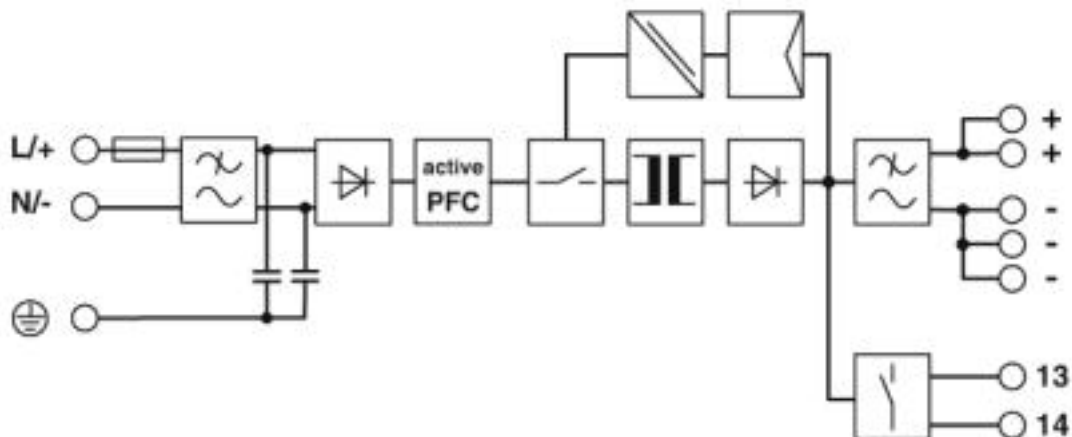 L/+
N/-
active
PFC
+
+
-
-
-
13
14